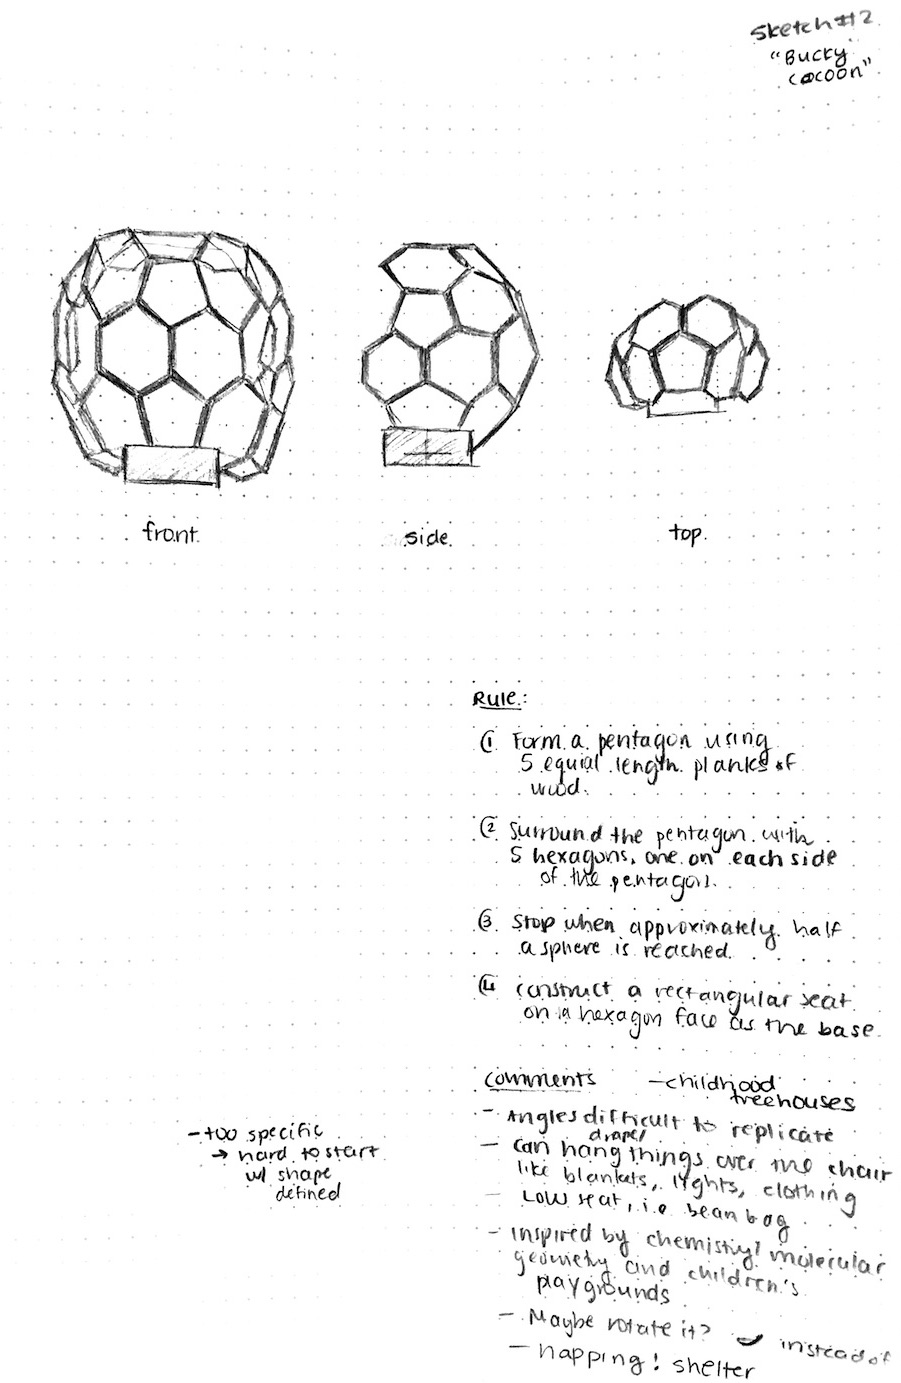 Sketch #2
"Bucky
cocoon"
front
side
top
Rule:
① Form a pentagon using
5 equial length planks of
wood.
② Surround the pentagon with
5 hexagons, one on each side
of the pentagon.
③ Stop when approximately half
a sphere is reached.
④ construct a rectangular seat
on a hexagon face as the base.
Comments
- childhood
treehouses
- Angles difficult to replicate
drape/
- can hang things over the chair
like blankets, lights, clothing
- Low seat, i.e. bean bag
- inspired by chemistry/ molecular
geometry and children's
playgrounds
- Maybe rotate it? instead of
- napping! shelter
- too specific
→ hard to start
w/ shape
defined